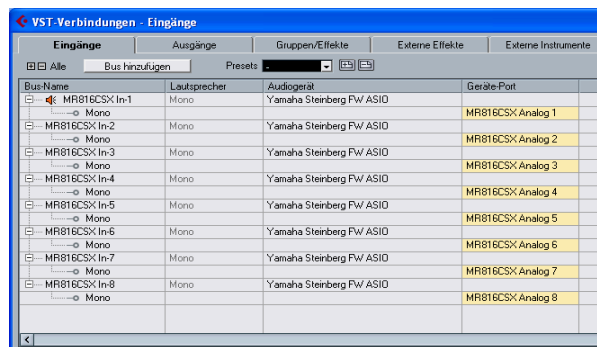 VST-Verbindungen - Eingänge
Eingänge Ausgänge Gruppen/Effekte Externe Effekte Externe Instrumente
Alle Bus hinzufügen Presets -
Bus-Name Lautsprecher Audiogerät Geräte-Port
MR816CSX In-1 Mono Yamaha Steinberg FW ASIO
Mono MR816CSX Analog 1
MR816CSX In-2 Mono Yamaha Steinberg FW ASIO
Mono MR816CSX Analog 2
MR816CSX In-3 Mono Yamaha Steinberg FW ASIO
Mono MR816CSX Analog 3
MR816CSX In-4 Mono Yamaha Steinberg FW ASIO
Mono MR816CSX Analog 4
MR816CSX In-5 Mono Yamaha Steinberg FW ASIO
Mono MR816CSX Analog 5
MR816CSX In-6 Mono Yamaha Steinberg FW ASIO
Mono MR816CSX Analog 6
MR816CSX In-7 Mono Yamaha Steinberg FW ASIO
Mono MR816CSX Analog 7
MR816CSX In-8 Mono Yamaha Steinberg FW ASIO
Mono MR816CSX Analog 8